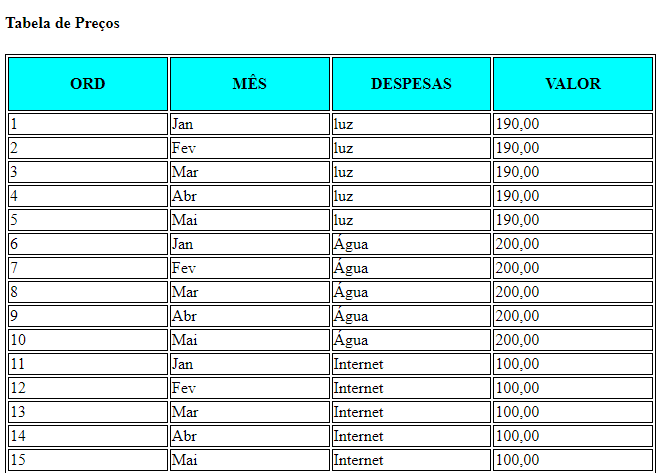 Tabela de Preços
ORD MÊS DESPESAS VALOR
1 Jan luz 190,00
2 Fev luz 190,00
3 Mar luz 190,00
4 Abr luz 190,00
5 Mai luz 190,00
6 Jan Água 200,00
7 Fev Água 200,00
8 Mar Água 200,00
9 Abr Água 200,00
10 Mai Água 200,00
11 Jan Internet 100,00
12 Fev Internet 100,00
13 Mar Internet 100,00
14 Abr Internet 100,00
15 Mai Internet 100,00